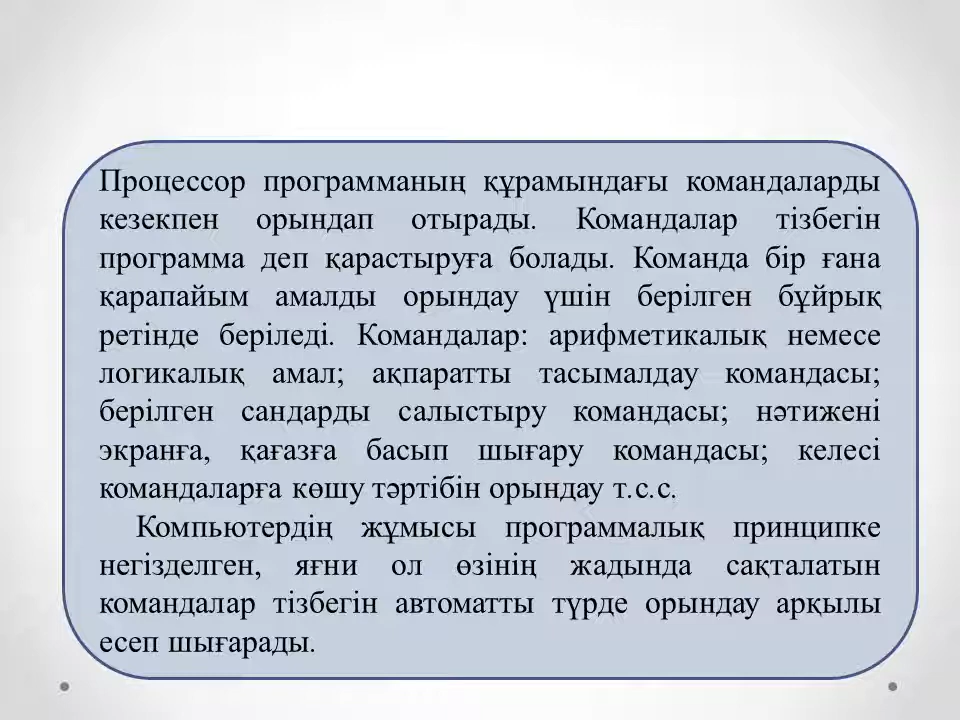 Процессор программаның құрамындағы командаларды
кезекпен орындап отырады. Командалар тізбегін
программа деп қарастыруға болады. Команда бір ғана
қарапайым амалды орындау үшін берілген бұйрық
ретінде беріледі. Командалар: арифметикалық немесе
логикалық амал; ақпаратты тасымалдау командасы;
берілген сандарды салыстыру командасы; нәтижені
экранға, қағазға басып шығару командасы; келесі
командаларға көшу тәртібін орындау т.с.с.
Компьютердің жұмысы программалық принципке
негізделген, яғни ол өзінің жадында сақталатын
командалар тізбегін автоматты түрде орындау арқылы
есеп шығарады.